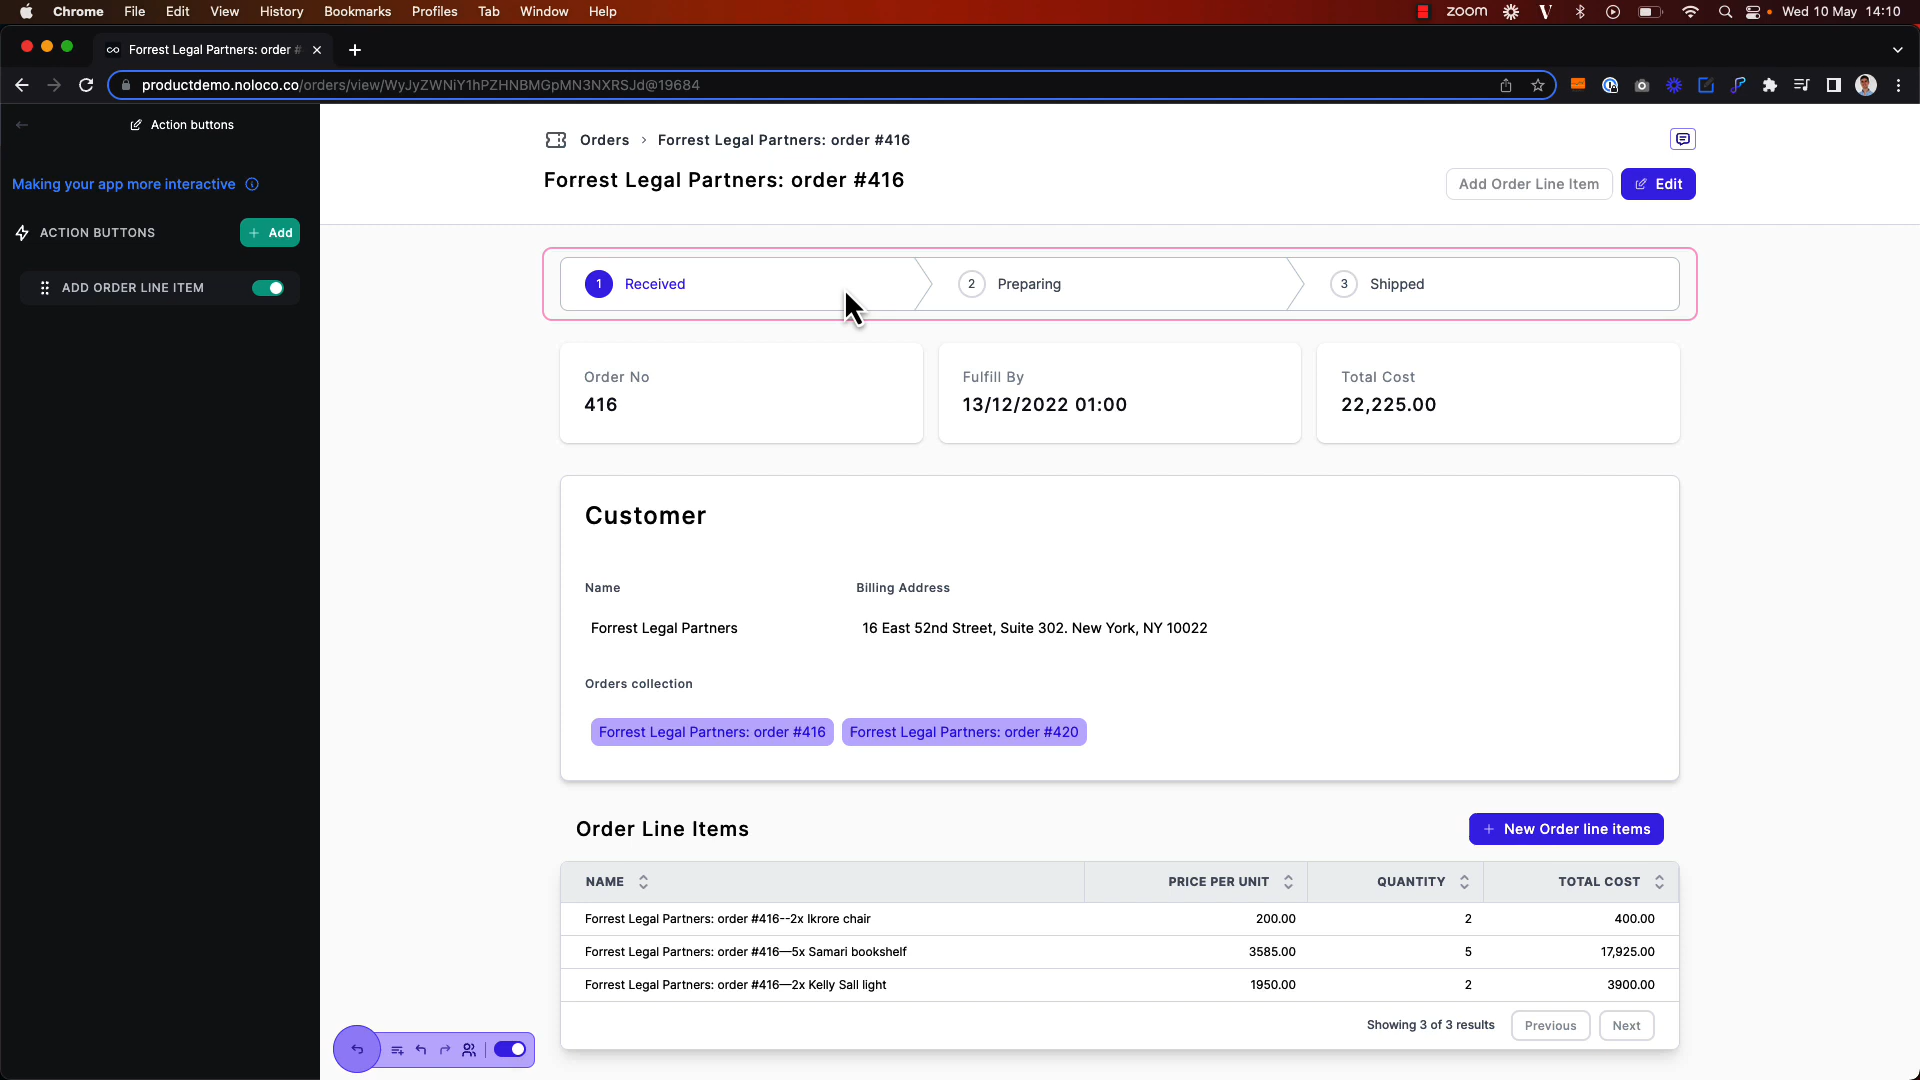 Chrome File Edit View History Bookmarks Profiles Tab Window Help zoom Wed 10 May 14:10
Forrest Legal Partners: order #
productdemo.noloco.co/orders/view/WyJyZWNiY1hPZHNBMGpMN3NXRSJd@19684
Action buttons
Making your app more interactive
ACTION BUTTONS
+ Add
ADD ORDER LINE ITEM
Orders > Forrest Legal Partners: order #416
Forrest Legal Partners: order #416
Add Order Line Item
Edit
1 Received
2 Preparing
3 Shipped
Order No
416
Fulfill By
13/12/2022 01:00
Total Cost
22,225.00
Customer
Name
Forrest Legal Partners
Billing Address
16 East 52nd Street, Suite 302. New York, NY 10022
Orders collection
Forrest Legal Partners: order #416
Forrest Legal Partners: order #420
Order Line Items
+ New Order line items
NAME PRICE PER UNIT QUANTITY TOTAL COST
Forrest Legal Partners: order #416--2x Ikrore chair 200.00 2 400.00
Forrest Legal Partners: order #416—5x Samari bookshelf 3585.00 5 17,925.00
Forrest Legal Partners: order #416—2x Kelly Sall light 1950.00 2 3900.00
Showing 3 of 3 results
Previous
Next